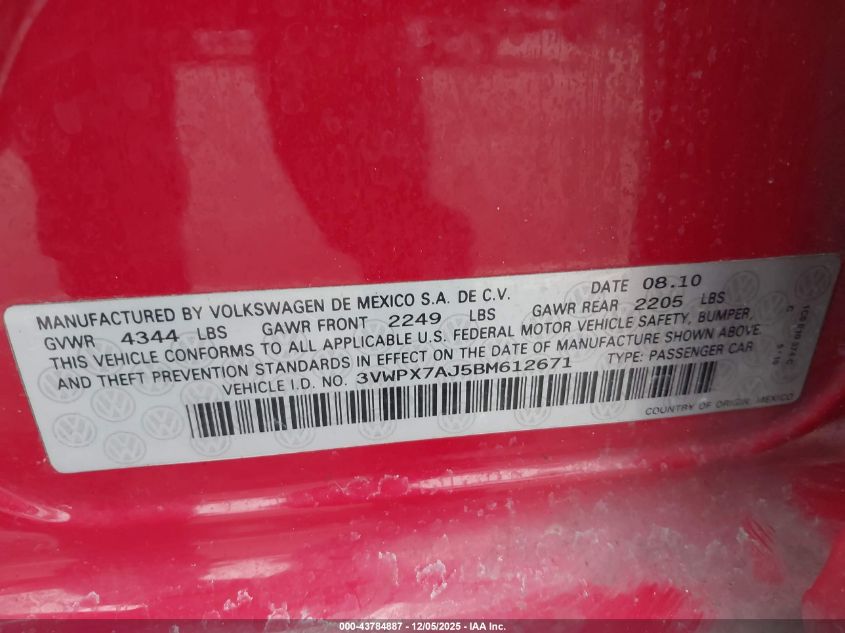 MANUFACTURED BY VOLKSWAGEN DE MEXICO S.A. DE C.V. DATE 08.10
GVWR 4344 LBS GAWR FRONT 2249 LBS GAWR REAR 2205 LBS
THIS VEHICLE CONFORMS TO ALL APPLICABLE U.S. FEDERAL MOTOR VEHICLE SAFETY, BUMPER,
AND THEFT PREVENTION STANDARDS IN EFFECT ON THE DATE OF MANUFACTURE SHOWN ABOVE.
VEHICLE I.D. NO. 3VWPX7AJ5BM612671 TYPE: PASSENGER CAR
COUNTRY OF ORIGIN: MEXICO
000-43784887 - 12/05/2025 - IAA Inc.